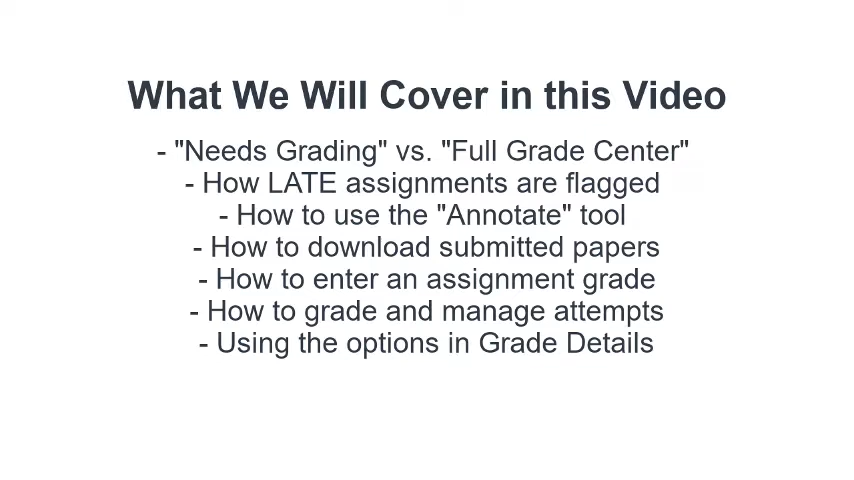 What We Will Cover in this Video
- "Needs Grading" vs. "Full Grade Center"
- How LATE assignments are flagged
- How to use the "Annotate" tool
- How to download submitted papers
- How to enter an assignment grade
- How to grade and manage attempts
- Using the options in Grade Details